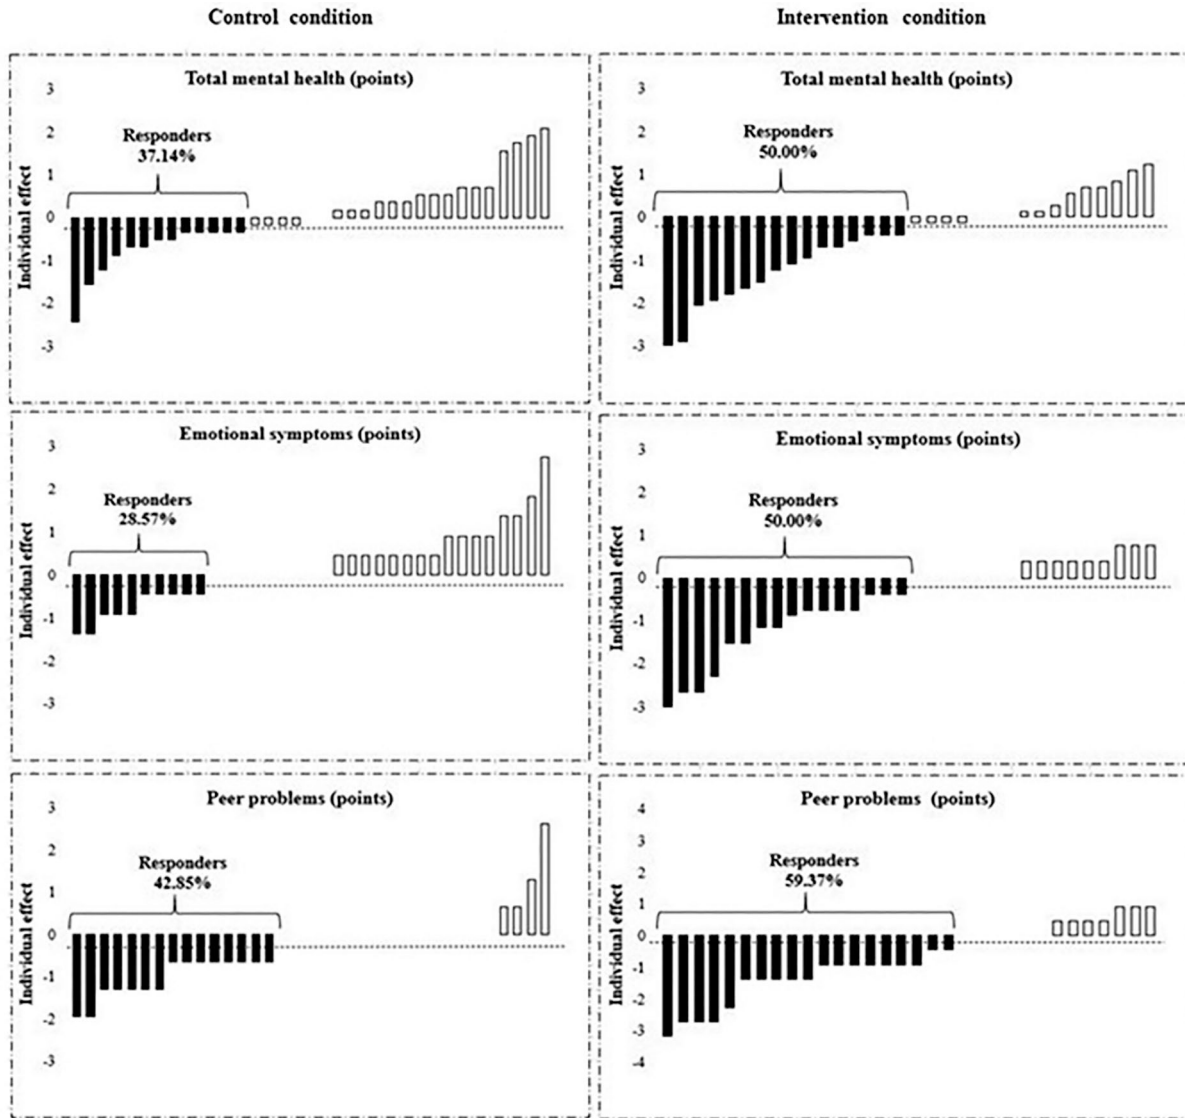 Control condition
Intervention condition
Total mental health (points)
3
2
1
0
-1
-2
-3
Individual effect
Responders
37.14%
Total mental health (points)
3
2
1
0
-1
-2
-3
Individual effect
Responders
50.00%
Emotional symptoms (points)
3
2
1
0
-1
-2
-3
Individual effect
Responders
28.57%
Emotional symptoms (points)
3
2
1
0
-1
-2
-3
Individual effect
Responders
50.00%
Peer problems (points)
3
2
1
0
-1
-2
-3
Individual effect
Responders
42.85%
Peer problems (points)
4
3
2
1
0
-1
-2
-3
-4
Individual effect
Responders
59.37%